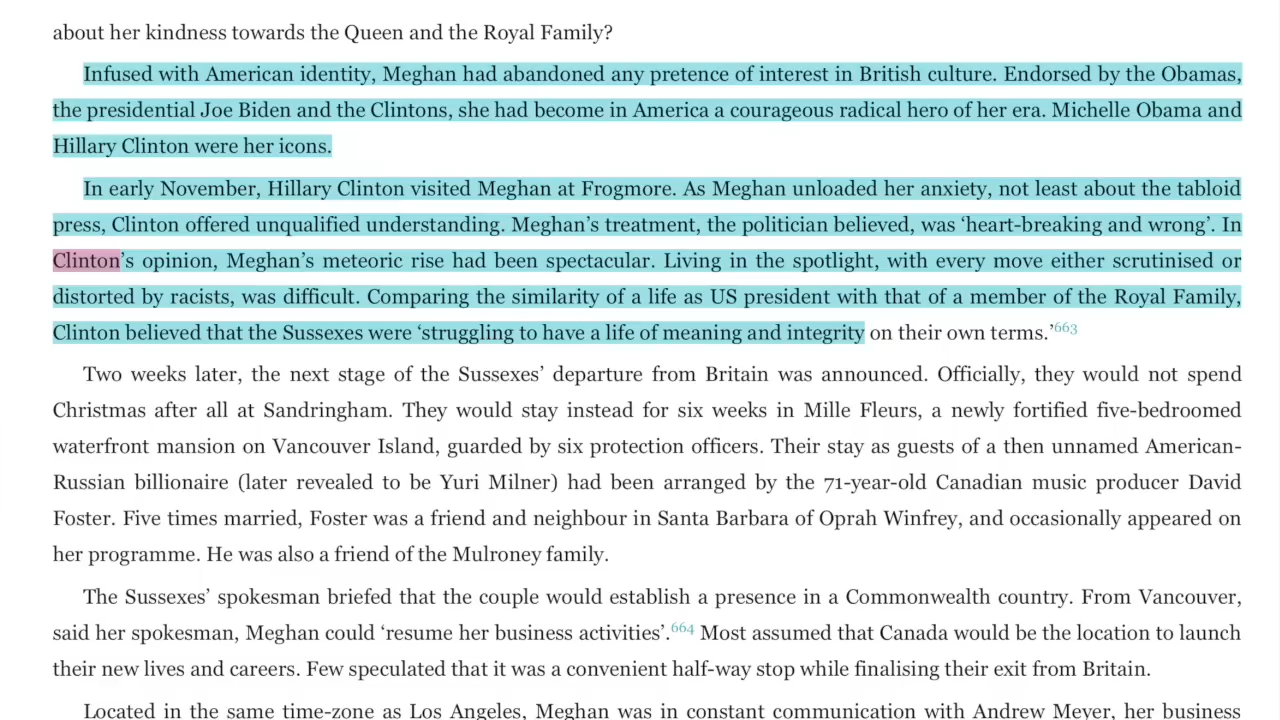 about her kindness towards the Queen and the Royal Family?
Infused with American identity, Meghan had abandoned any pretence of interest in British culture. Endorsed by the Obamas,
the presidential Joe Biden and the Clintons, she had become in America a courageous radical hero of her era. Michelle Obama and
Hillary Clinton were her icons.
In early November, Hillary Clinton visited Meghan at Frogmore. As Meghan unloaded her anxiety, not least about the tabloid
press, Clinton offered unqualified understanding. Meghan’s treatment, the politician believed, was ‘heart-breaking and wrong’. In
Clinton’s opinion, Meghan’s meteoric rise had been spectacular. Living in the spotlight, with every move either scrutinised or
distorted by racists, was difficult. Comparing the similarity of a life as US president with that of a member of the Royal Family,
Clinton believed that the Sussexes were ‘struggling to have a life of meaning and integrity on their own terms.’663
Two weeks later, the next stage of the Sussexes’ departure from Britain was announced. Officially, they would not spend
Christmas after all at Sandringham. They would stay instead for six weeks in Mille Fleurs, a newly fortified five-bedroomed
waterfront mansion on Vancouver Island, guarded by six protection officers. Their stay as guests of a then unnamed American-
Russian billionaire (later revealed to be Yuri Milner) had been arranged by the 71-year-old Canadian music producer David
Foster. Five times married, Foster was a friend and neighbour in Santa Barbara of Oprah Winfrey, and occasionally appeared on
her programme. He was also a friend of the Mulroney family.
The Sussexes’ spokesman briefed that the couple would establish a presence in a Commonwealth country. From Vancouver,
said her spokesman, Meghan could ‘resume her business activities’.664 Most assumed that Canada would be the location to launch
their new lives and careers. Few speculated that it was a convenient half-way stop while finalising their exit from Britain.
Located in the same time-zone as Los Angeles, Meghan was in constant communication with Andrew Meyer, her business